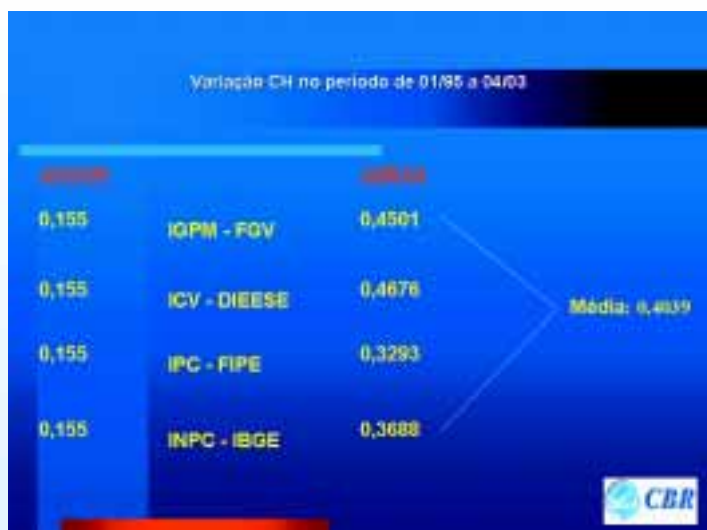 Variação CH no período de 01/95 a 04/03
0,155 IGPM - FGV 0,4501
0,155 ICV - DIEESE 0,4676
Média: 0,4039
0,155 IPC - FIPE 0,3293
0,155 INPC - IBGE 0,3688
CBR